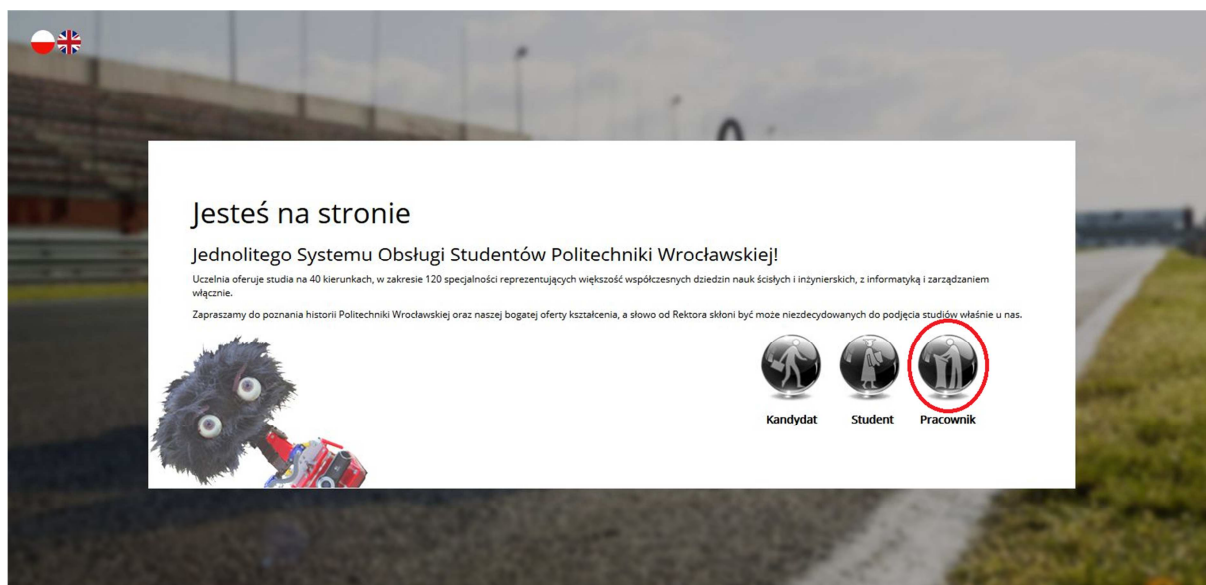 Jesteś na stronie
Jednolitego Systemu Obsługi Studentów Politechniki Wrocławskiej!
Uczelnia oferuje studia na 40 kierunkach, w zakresie 120 specjalności reprezentujących większość współczesnych dziedzin nauk ścisłych i inżynierskich, z informatyką i zarządzaniem
włącznie.
Zapraszamy do poznania historii Politechniki Wrocławskiej oraz naszej bogatej oferty kształcenia, a słowo od Rektora skłoni być może niezdecydowanych do podjęcia studiów właśnie u nas.
Kandydat Student Pracownik